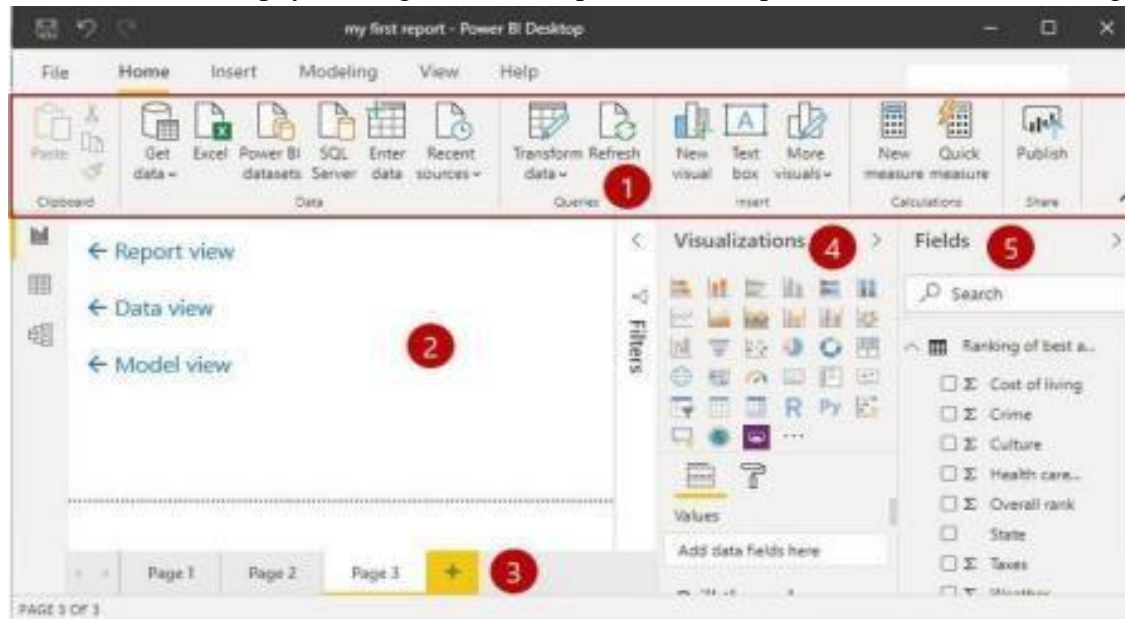 my first report - Power BI Desktop
File Home Insert Modeling View Help
Paste Get data Excel Power BI datasets SQL Server Enter data Recent sources Transform data Refresh New visual Text box More visuals New measure Quick measure Publish
Clipboard Data Queries Insert Calculations Share
1
← Report view
← Data view
← Model view
2
Filters
Visualizations 4
R Py
Values
Add data fields here
Fields 5
Search
Ranking of best a...
Σ Cost of living
Σ Crime
Σ Culture
Σ Health care...
Σ Overall rank
State
Σ Taxes
Page 1 Page 2 Page 3 + 3
PAGE 3 OF 3